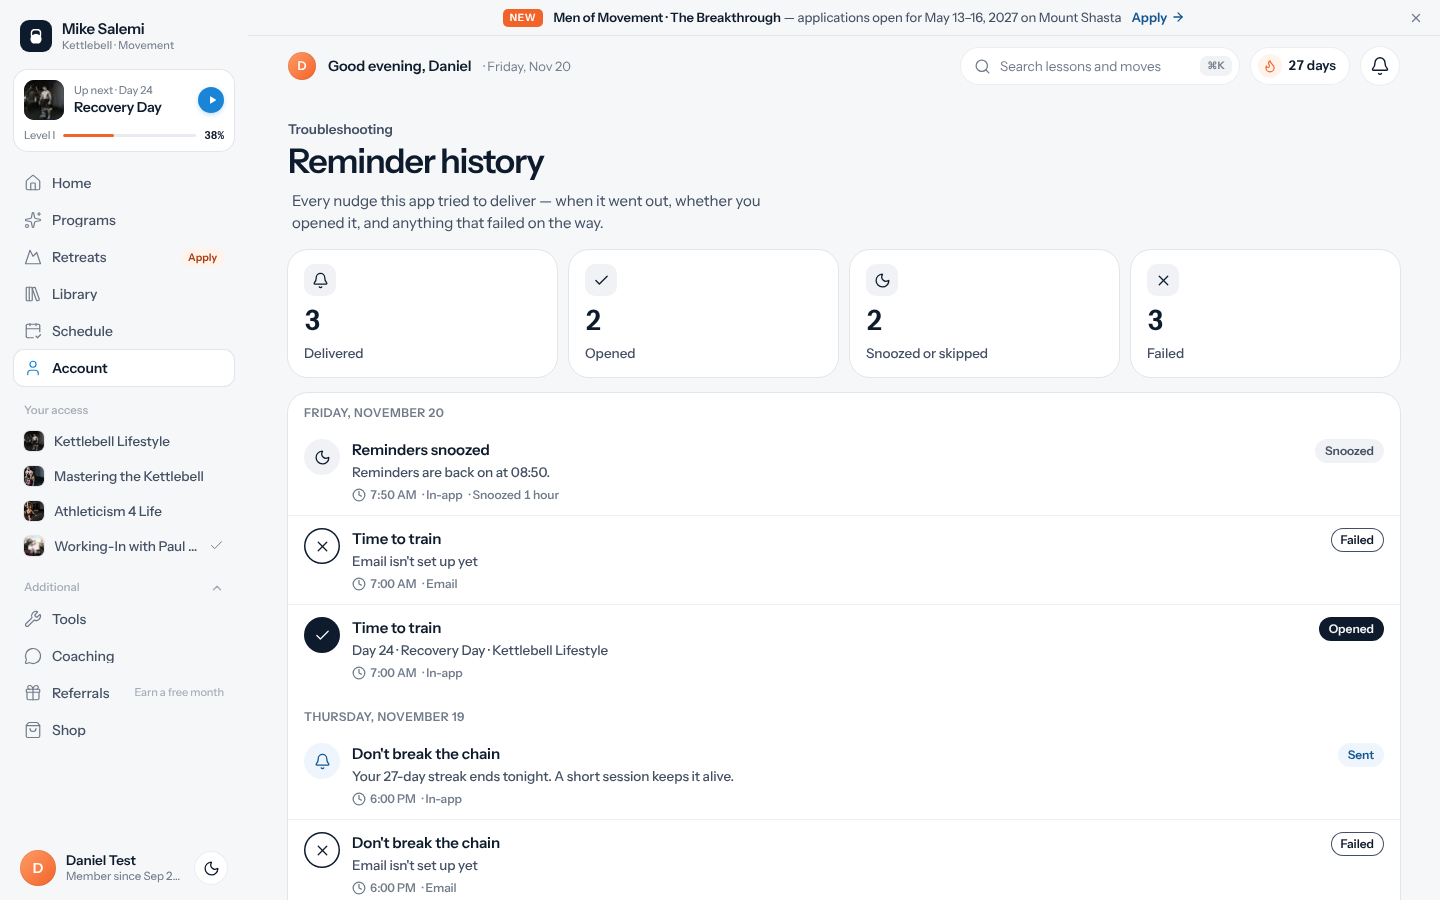 NEW Men of Movement · The Breakthrough — applications open for May 13–16, 2027 on Mount Shasta Apply →
Mike Salemi
Kettlebell · Movement
Up next · Day 24
Recovery Day
Level I 38%
Home
Programs
Retreats Apply
Library
Schedule
Account
Your access
Kettlebell Lifestyle
Mastering the Kettlebell
Athleticism 4 Life
Working-In with Paul ...
Additional
Tools
Coaching
Referrals Earn a free month
Shop
D Daniel Test
Member since Sep 2...
D Good evening, Daniel · Friday, Nov 20
Search lessons and moves ⌘K
27 days
Troubleshooting
Reminder history
Every nudge this app tried to deliver — when it went out, whether you
opened it, and anything that failed on the way.
3
Delivered
2
Opened
2
Snoozed or skipped
3
Failed
FRIDAY, NOVEMBER 20
Reminders snoozed Snoozed
Reminders are back on at 08:50.
7:50 AM · In-app · Snoozed 1 hour
Time to train Failed
Email isn't set up yet
7:00 AM · Email
Time to train Opened
Day 24 · Recovery Day · Kettlebell Lifestyle
7:00 AM · In-app
THURSDAY, NOVEMBER 19
Don't break the chain Sent
Your 27-day streak ends tonight. A short session keeps it alive.
6:00 PM · In-app
Don't break the chain Failed
Email isn't set up yet
6:00 PM · Email